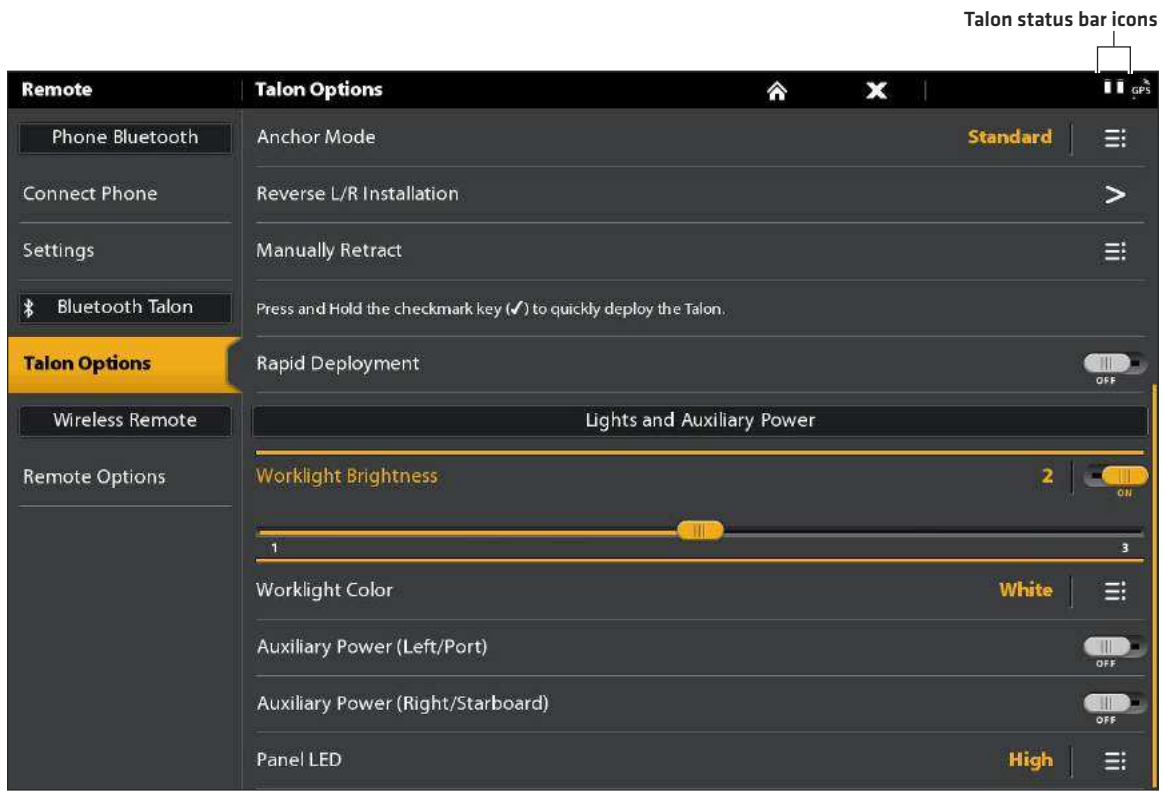 Talon status bar icons
Remote
Talon Options
GPS
Phone Bluetooth
Connect Phone
Settings
Bluetooth Talon
Talon Options
Wireless Remote
Remote Options
Anchor Mode Standard
Reverse L/R Installation >
Manually Retract
Press and Hold the checkmark key (✓) to quickly deploy the Talon.
Rapid Deployment OFF
Lights and Auxiliary Power
Worklight Brightness 2 ON
1 3
Worklight Color White
Auxiliary Power (Left/Port) OFF
Auxiliary Power (Right/Starboard) OFF
Panel LED High